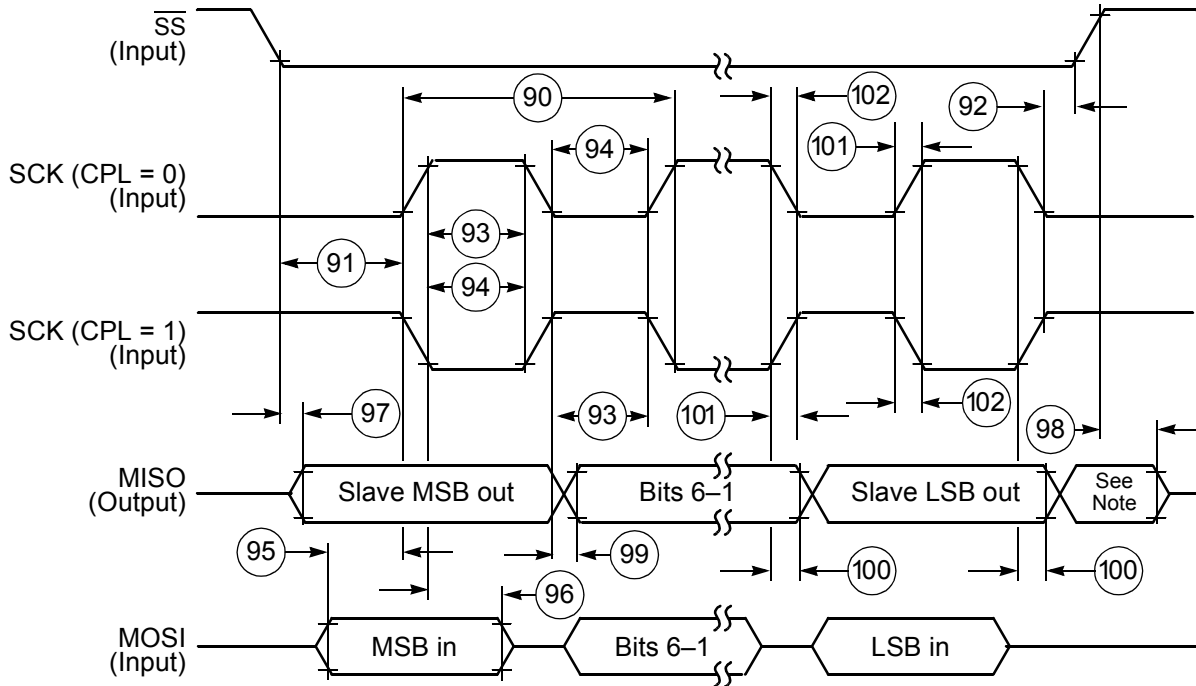 SS
(Input)
90
102
92
101
94
SCK (CPL = 0)
(Input)
93
91
94
SCK (CPL = 1)
(Input)
97
93
101
102
98
MISO
(Output)
Slave MSB out
Bits 6–1
Slave LSB out
See
Note
95
99
100
100
96
MOSI
(Input)
MSB in
Bits 6–1
LSB in